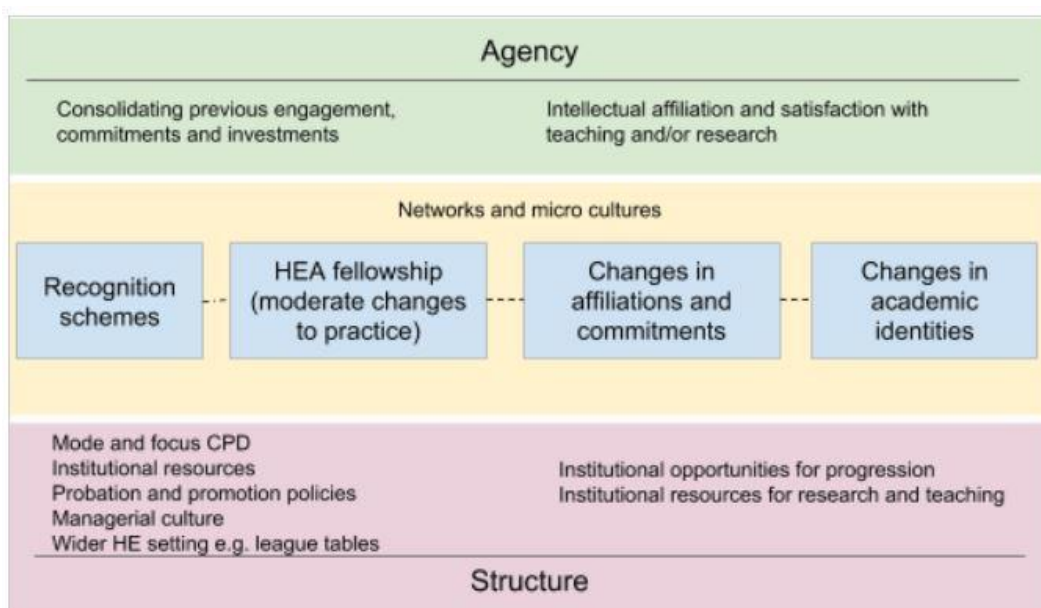 Agency
Consolidating previous engagement,
commitments and investments
Intellectual affiliation and satisfaction with
teaching and/or research
Networks and micro cultures
Recognition
schemes
HEA fellowship
(moderate changes
to practice)
Changes in
affiliations and
commitments
Changes in
academic
identities
Mode and focus CPD
Institutional resources
Probation and promotion policies
Managerial culture
Wider HE setting e.g. league tables
Institutional opportunities for progression
Institutional resources for research and teaching
Structure